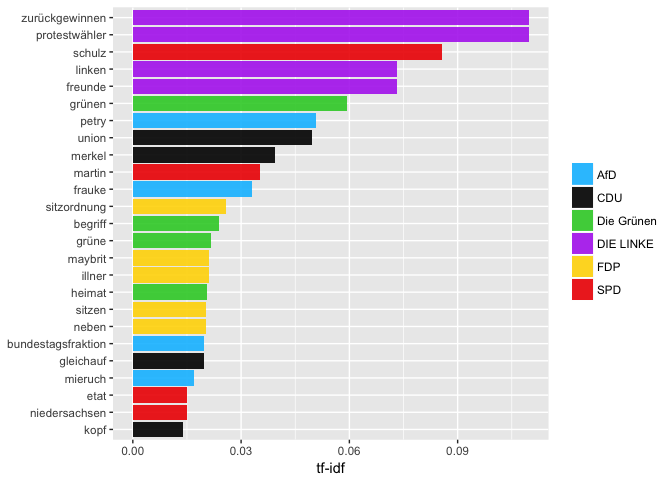 zurückgewinnen
protestwähler
schulz
linken
freunde
grünen
petry
union
merkel
martin
frauke
sitzordnung
begriff
grüne
maybrit
illner
heimat
sitzen
neben
bundestagsfraktion
gleichauf
mieruch
etat
niedersachsen
kopf
0.00 0.03 0.06 0.09
tf-idf
AfD
CDU
Die Grünen
DIE LINKE
FDP
SPD